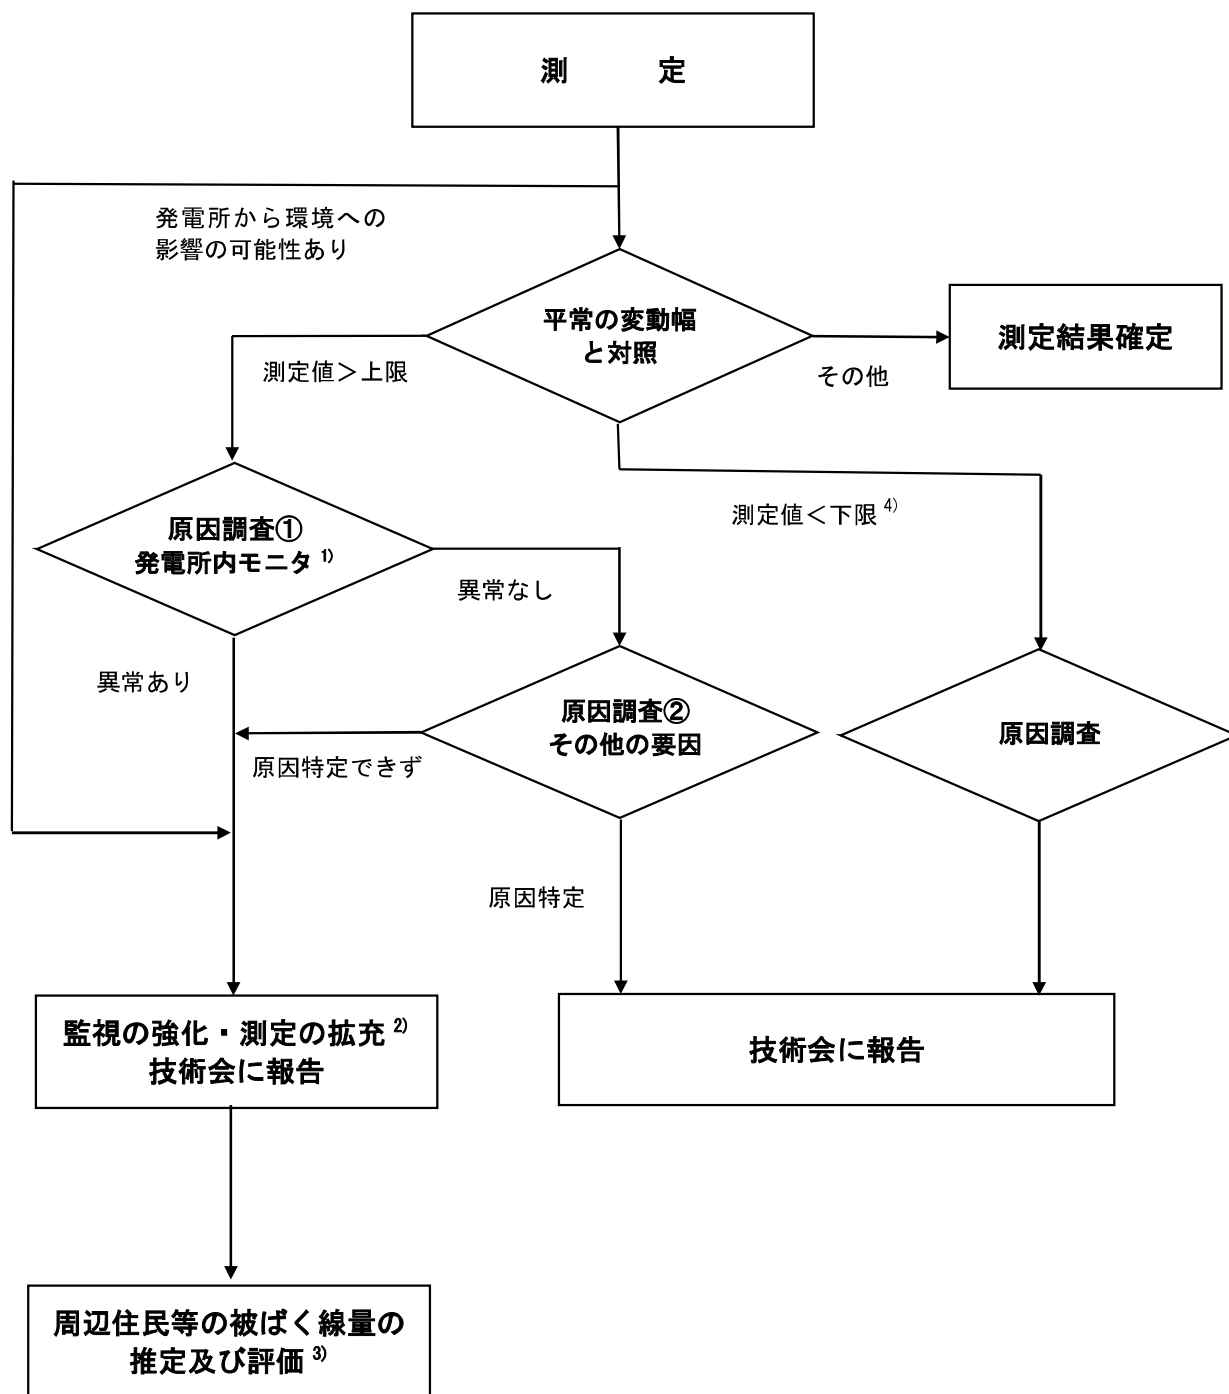 測　　　定
発電所から環境への
影響の可能性あり
平常の変動幅
と対照
測定結果確定
測定値＞上限
その他
原因調査①
発電所内モニタ 1)
測定値＜下限 4)
異常なし
異常あり
原因調査②
その他の要因
原因調査
原因特定できず
原因特定
監視の強化・測定の拡充 2)
技術会に報告
技術会に報告
周辺住民等の被ばく線量の
推定及び評価 3)